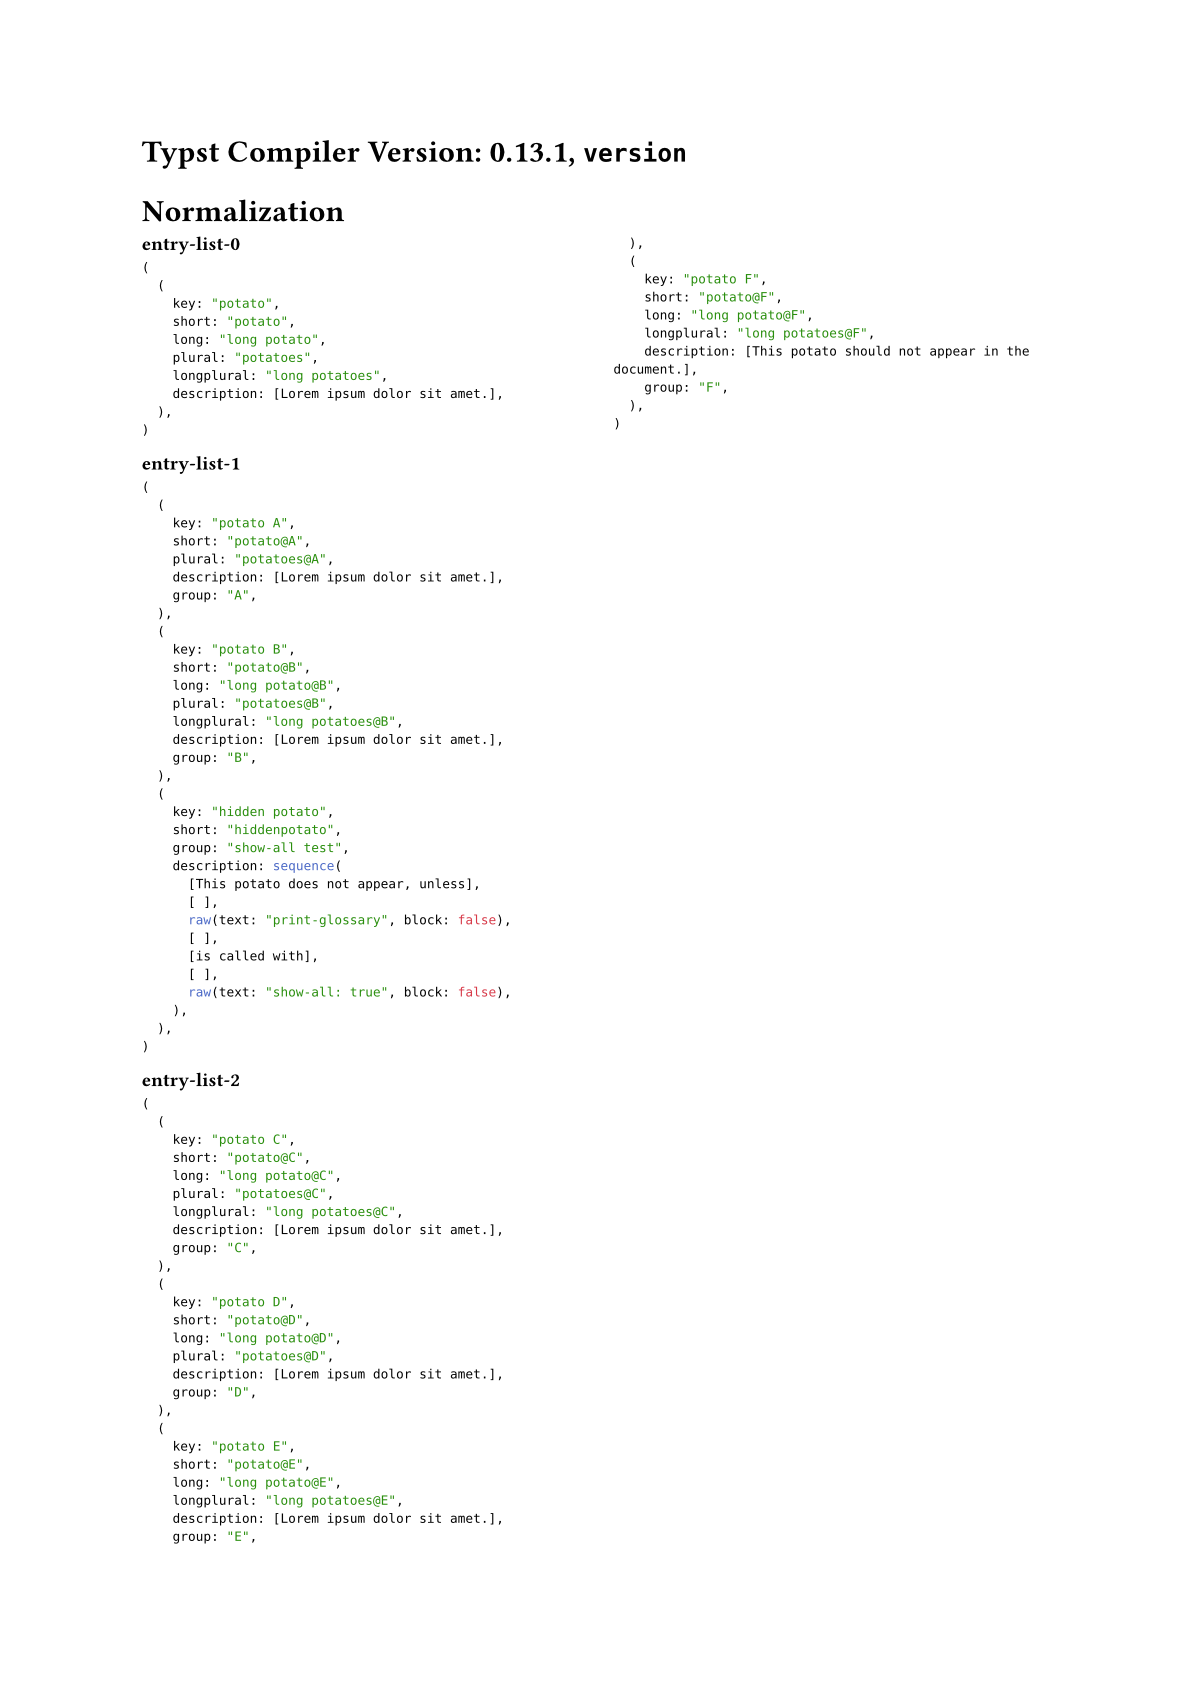 Typst Compiler Version: 0.13.1, version
Normalization
entry-list-0
(
  (
    key: "potato",
    short: "potato",
    long: "long potato",
    plural: "potatoes",
    longplural: "long potatoes",
    description: [Lorem ipsum dolor sit amet.],
  ),
)
entry-list-1
(
  (
    key: "potato A",
    short: "potato@A",
    plural: "potatoes@A",
    description: [Lorem ipsum dolor sit amet.],
    group: "A",
  ),
  (
    key: "potato B",
    short: "potato@B",
    long: "long potato@B",
    plural: "potatoes@B",
    longplural: "long potatoes@B",
    description: [Lorem ipsum dolor sit amet.],
    group: "B",
  ),
  (
    key: "hidden potato",
    short: "hiddenpotato",
    group: "show-all test",
    description: sequence(
      [This potato does not appear, unless],
      [ ],
      raw(text: "print-glossary", block: false),
      [ ],
      [is called with],
      [ ],
      raw(text: "show-all: true", block: false),
    ),
  ),
)
entry-list-2
(
  (
    key: "potato C",
    short: "potato@C",
    long: "long potato@C",
    plural: "potatoes@C",
    longplural: "long potatoes@C",
    description: [Lorem ipsum dolor sit amet.],
    group: "C",
  ),
  (
    key: "potato D",
    short: "potato@D",
    long: "long potato@D",
    plural: "potatoes@D",
    description: [Lorem ipsum dolor sit amet.],
    group: "D",
  ),
  (
    key: "potato E",
    short: "potato@E",
    long: "long potato@E",
    longplural: "long potatoes@E",
    description: [Lorem ipsum dolor sit amet.],
    group: "E",
  ),
  (
    key: "potato F",
    short: "potato@F",
    long: "long potato@F",
    longplural: "long potatoes@F",
    description: [This potato should not appear in the
document.],
    group: "F",
  ),
)